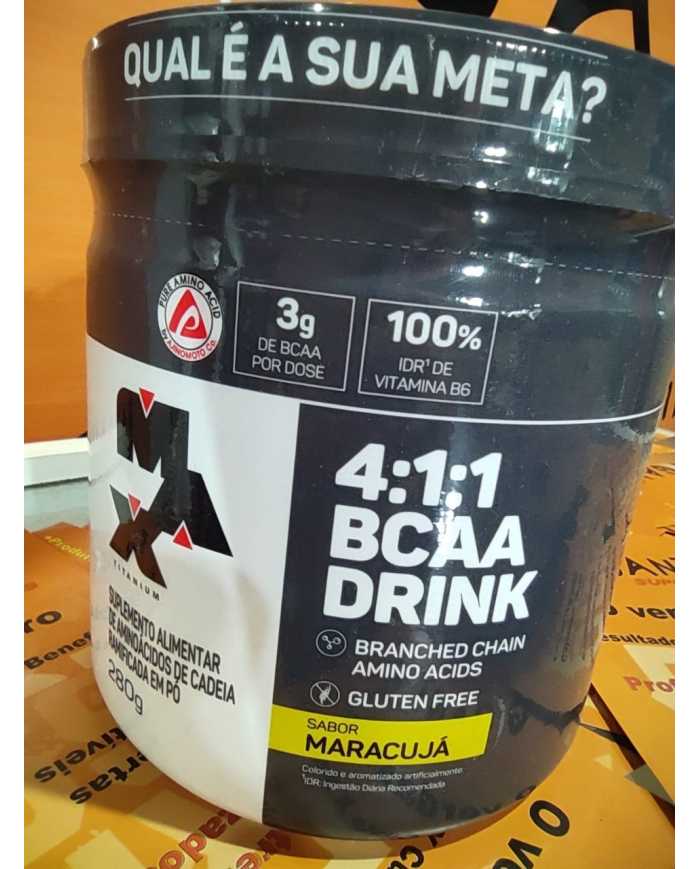 QUAL É A SUA META?
PURE AMINO ACID
by AJINOMOTO CO.
3g
DE BCAA
POR DOSE
100%
IDR¹ DE
VITAMINA B6
MAX
TITANIUM
SUPLEMENTO ALIMENTAR
DE AMINOÁCIDOS DE CADEIA
RAMIFICADA EM PÓ
280g
4:1:1
BCAA
DRINK
BRANCHED CHAIN
AMINO ACIDS
GLUTEN FREE
SABOR
MARACUJÁ
Colorido e aromatizado artificialmente
¹IDR: Ingestão Diária Recomendada
O ve